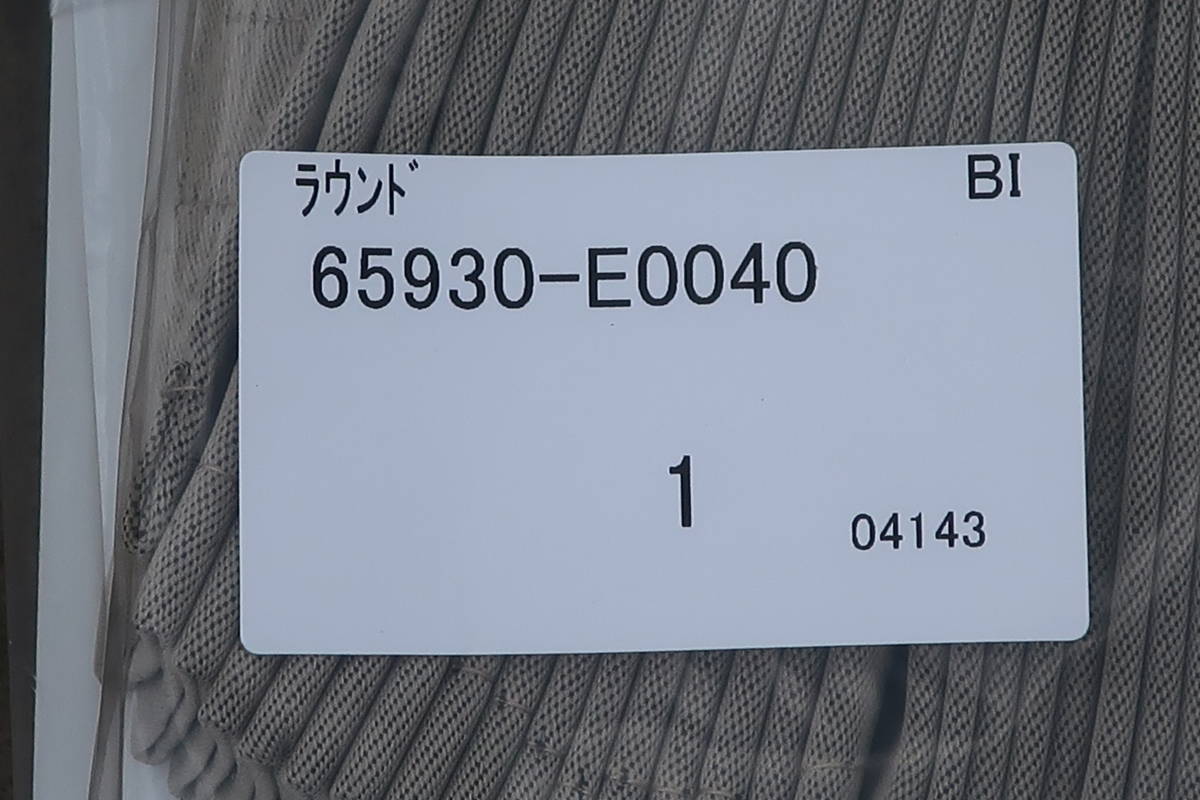 ﾗｳﾝﾄﾞ BI
65930-E0040
1
04143